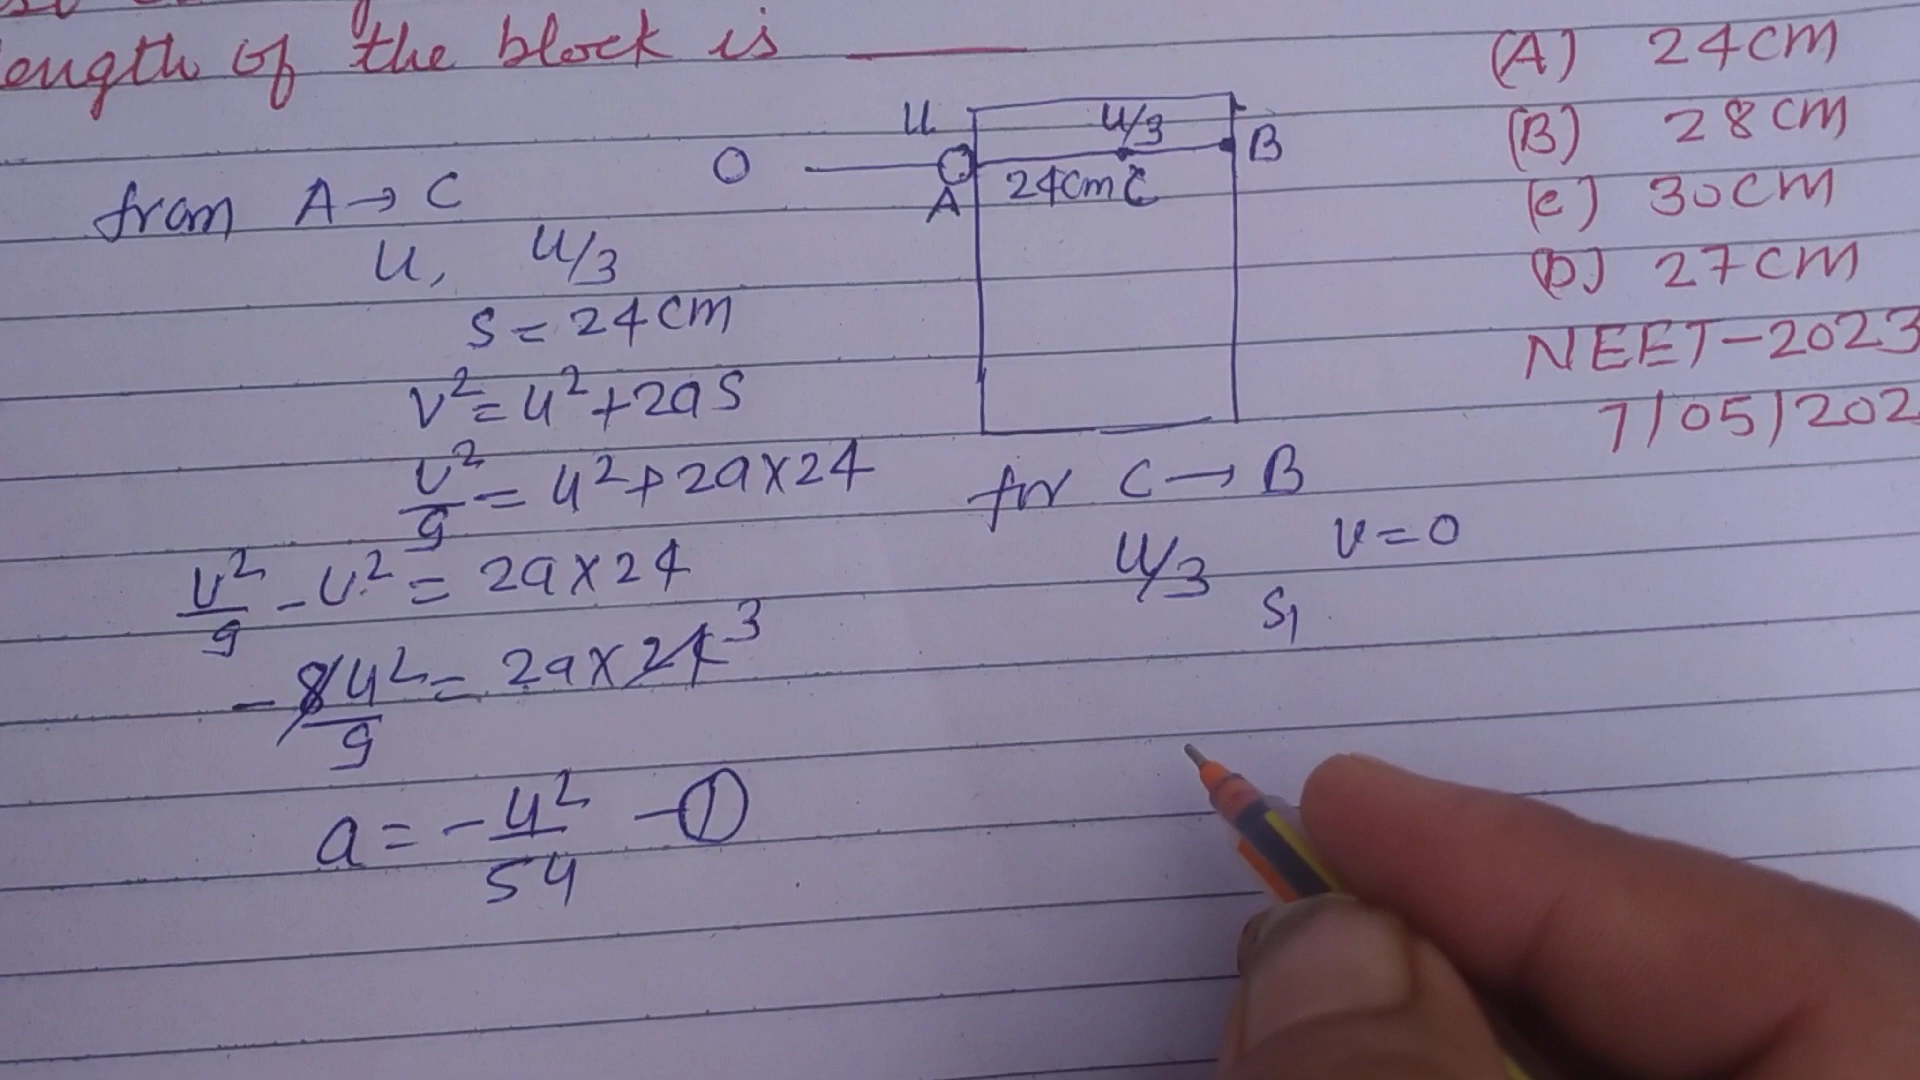 length of the block is
(A) 24cm
(B) 28cm
(c) 30cm
(D) 27cm
NEET-2023
7/05/202
U
U/3
O
A
24cm C
B
from A→C
U, U/3
S = 24cm
V² = u² + 2as
U²/9 = u² + 2a×24
U²/9 - U² = 2a×24
-8u²/9 = 2a×24 3
a = -u²/54 -①
for C→B
U/3 V=0
S₁